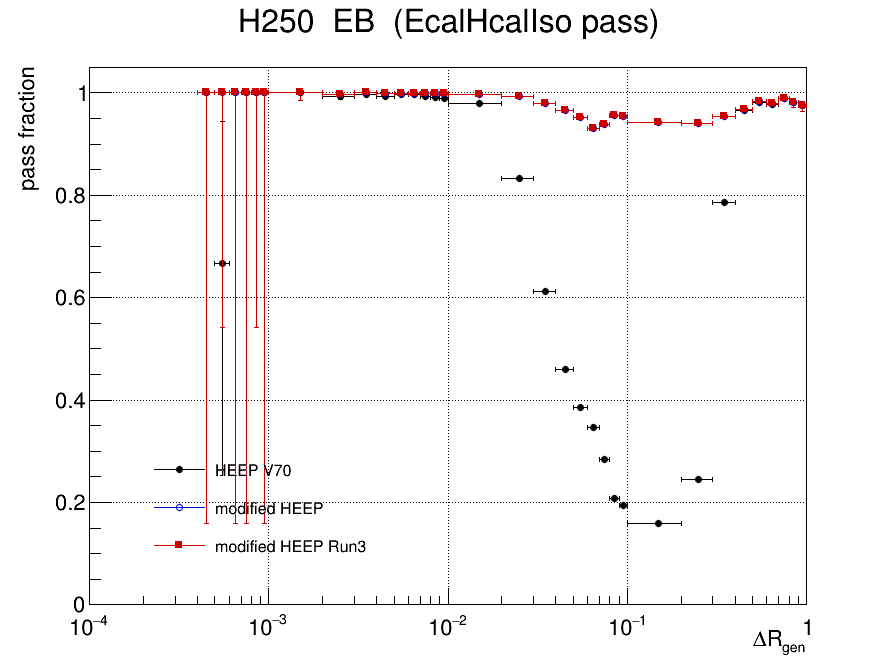 H250 EB (EcalHcalIso pass)
pass fraction
1
0.8
0.6
0.4
0.2
0
HEEP V70
modified HEEP
modified HEEP Run3
10⁻⁴ 10⁻³ 10⁻² 10⁻¹ 1
ΔR_gen